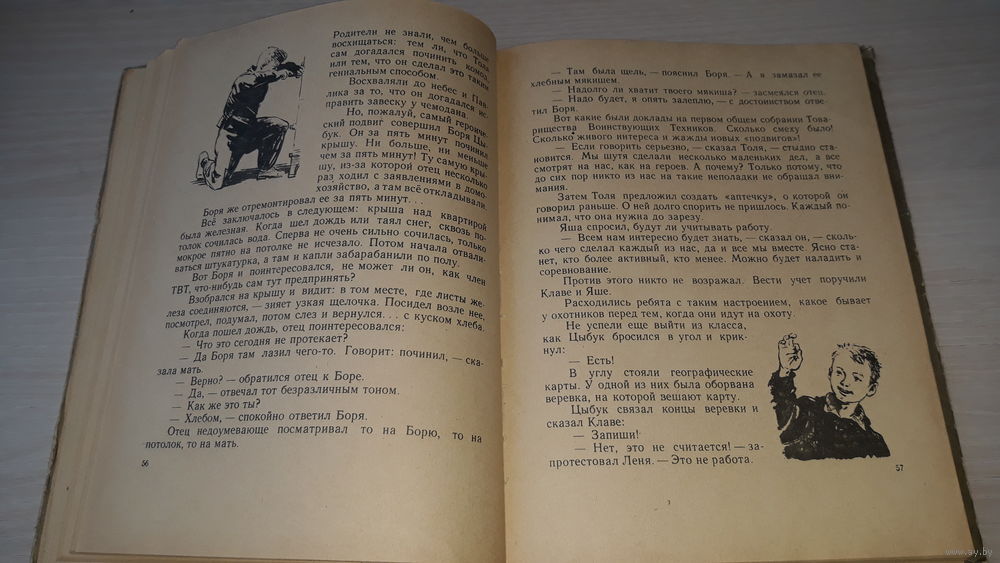 Родители не знали, чем больше
восхищаться: тем ли, что Толя
сам догадался починить комод,
или тем, что он сделал это таким
гениальным способом.
Восхваляли до небес и Пав-
лика за то, что он догадался ис-
править завеску у чемодана.
Но, пожалуй, самый героиче-
ский подвиг совершил Боря Цы-
бук. Он за пять минут починил
крышу. Ни больше, ни меньше
чем за пять минут! Ту самую кры-
шу, из-за которой отец несколько
раз ходил с заявлениями в домо-
хозяйство, а там всё откладывали.
Боря же отремонтировал ее за пять минут...
Всё заключалось в следующем: крыша над квартирой
была железная. Когда шел дождь или таял снег, сквозь по-
толок сочилась вода. Сперва не очень сильно сочилась, только
мокрое пятно на потолке не исчезало. Потом начала отвали-
ваться штукатурка, а там и капли забарабанили по полу.
Вот Боря и поинтересовался, не может ли он, как член
ТВТ, что-нибудь сам тут предпринять?
Взобрался на крышу и видит: в том месте, где листы же-
леза соединяются, — зияет узкая щелочка. Посидел возле нее,
посмотрел, подумал, потом слез и вернулся... с куском хлеба.
Когда пошел дождь, отец поинтересовался:
— Что это сегодня не протекает?
— Да Боря там лазил чего-то. Говорит: починил, — ска-
зала мать.
— Верно? — обратился отец к Боре.
— Да, — отвечал тот безразличным тоном.
— Как же это ты?
— Хлебом, — спокойно ответил Боря.
Отец недоумевающе посматривал то на Борю, то на
потолок, то на мать.
56
— Там была щель, — пояснил Боря. — А я замазал ее
хлебным мякишем.
— Надолго ли хватит твоего мякиша? — засмеялся отец.
— Надо будет, я опять залеплю, — с достоинством отве-
тил Боря.
Вот какие были доклады на первом общем собрании Това-
рищества Воинствующих Техников. Сколько смеху было!
Сколько живого интереса и жажды новых «подвигов»!
— Если говорить серьезно, — сказал Толя, — стыдно ста-
новится. Мы шутя сделали несколько маленьких дел, а все
смотрят на нас, как на героев. А почему? Только потому, что
до сих пор никто из нас на такие неполадки не обращал вни-
мания.
Затем Толя предложил создать «аптечку», о которой он
говорил раньше. О ней долго спорить не пришлось. Каждый по-
нимал, что она нужна до зарезу.
Яша спросил, будут ли учитывать работу.
— Всем нам интересно будет знать, — сказал он, — сколь-
ко чего сделал каждый из нас, да и все мы вместе. Ясно ста-
нет, кто более активный, кто менее. Можно будет наладить и
соревнование.
Против этого никто не возражал. Вести учет поручили
Клаве и Яше.
Расходились ребята с таким настроением, какое бывает
у охотников перед тем, когда они идут на охоту.
Не успели еще выйти из класса,
как Цыбук бросился в угол и крик-
нул:
— Есть!
В углу стояли географические
карты. У одной из них была оборвана
веревка, на которой вешают карту.
Цыбук связал концы веревки и
сказал Клаве:
— Запиши!
— Нет, это не считается! — за-
протестовал Леня. — Это не работа.
57
www.ay.by